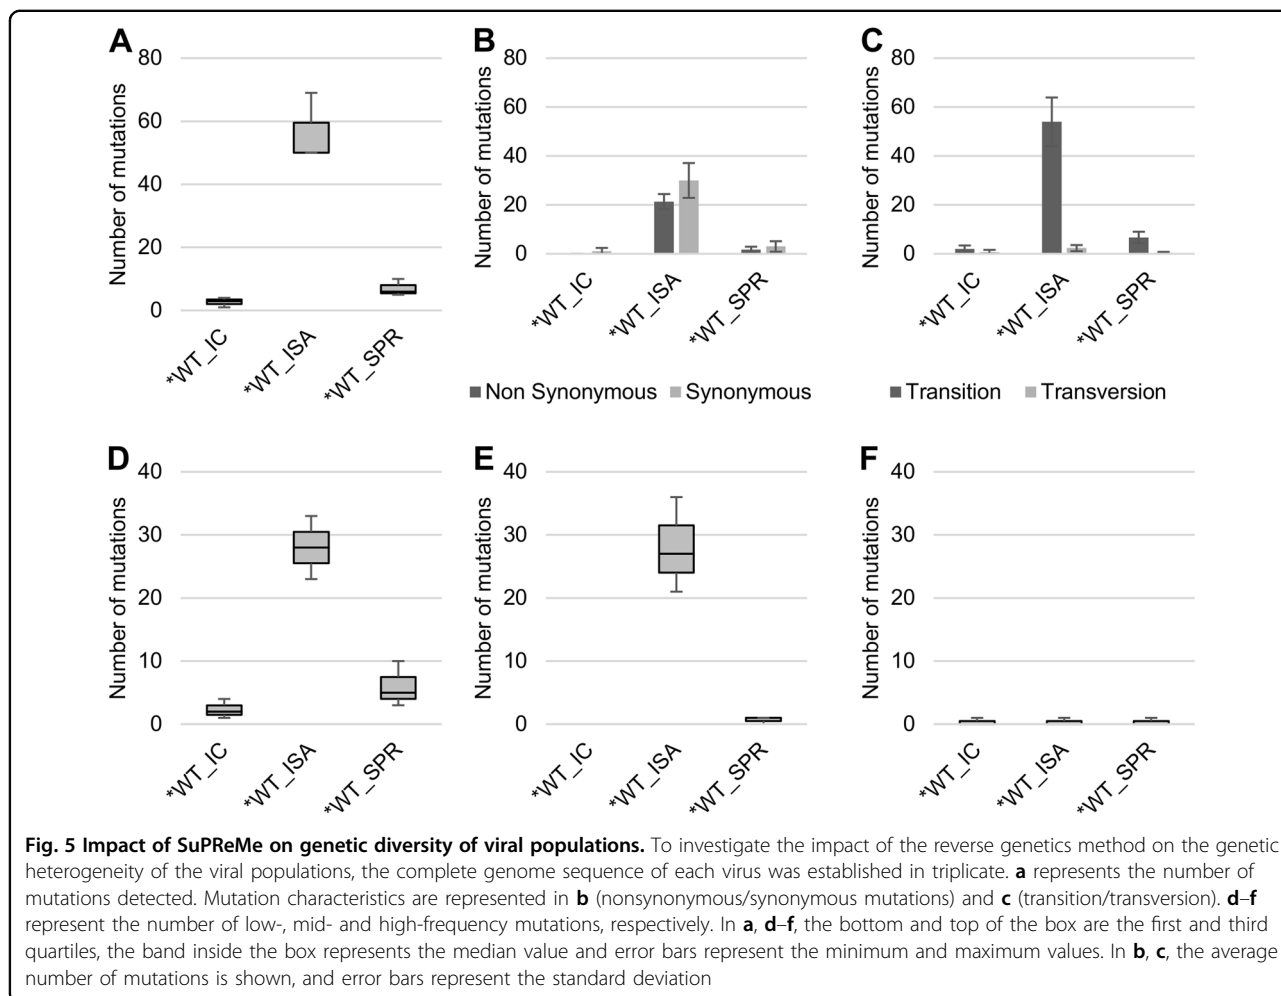 A
B
C
Number of mutations
80
60
40
20
0
*WT_IC
*WT_ISA
*WT_SPR
Number of mutations
80
60
40
20
0
*WT_IC
*WT_ISA
*WT_SPR
Non Synonymous Synonymous
Number of mutations
80
60
40
20
0
*WT_IC
*WT_ISA
*WT_SPR
Transition Transversion
D
E
F
Number of mutations
40
30
20
10
0
*WT_IC
*WT_ISA
*WT_SPR
Number of mutations
40
30
20
10
0
*WT_IC
*WT_ISA
*WT_SPR
Number of mutations
40
30
20
10
0
*WT_IC
*WT_ISA
*WT_SPR
Fig. 5 Impact of SuPReMe on genetic diversity of viral populations. To investigate the impact of the reverse genetics method on the genetic
heterogeneity of the viral populations, the complete genome sequence of each virus was established in triplicate. a represents the number of
mutations detected. Mutation characteristics are represented in b (nonsynonymous/synonymous mutations) and c (transition/transversion). d–f
represent the number of low-, mid- and high-frequency mutations, respectively. In a, d–f, the bottom and top of the box are the first and third
quartiles, the band inside the box represents the median value and error bars represent the minimum and maximum values. In b, c, the average
number of mutations is shown, and error bars represent the standard deviation